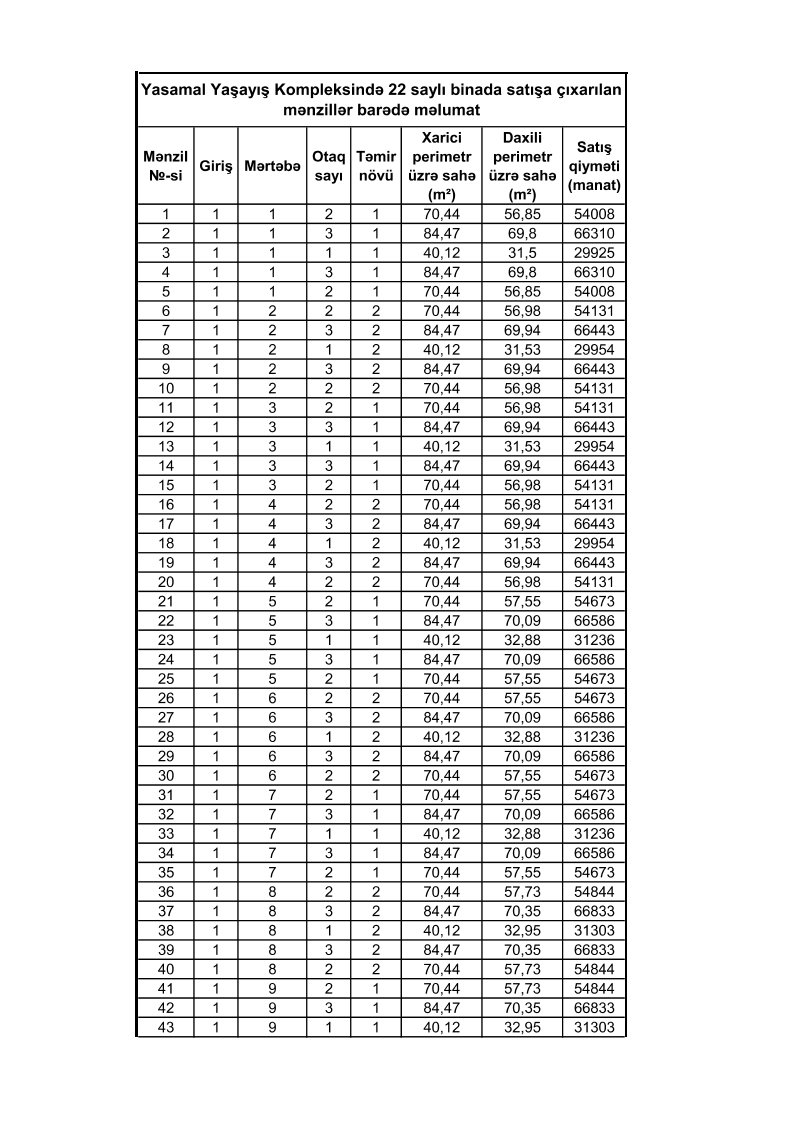 Yasamal Yaşayış Kompleksində 22 saylı binada satışa çıxarılan
mənzillər barədə məlumat
Mənzil №-si Giriş Mərtəbə Otaq sayı Təmir növü Xarici perimetr üzrə sahə (m²) Daxili perimetr üzrə sahə (m²) Satış qiyməti (manat)
1 1 1 2 1 70,44 56,85 54008
2 1 1 3 1 84,47 69,8 66310
3 1 1 1 1 40,12 31,5 29925
4 1 1 3 1 84,47 69,8 66310
5 1 1 2 1 70,44 56,85 54008
6 1 2 2 2 70,44 56,98 54131
7 1 2 3 2 84,47 69,94 66443
8 1 2 1 2 40,12 31,53 29954
9 1 2 3 2 84,47 69,94 66443
10 1 2 2 2 70,44 56,98 54131
11 1 3 2 1 70,44 56,98 54131
12 1 3 3 1 84,47 69,94 66443
13 1 3 1 1 40,12 31,53 29954
14 1 3 3 1 84,47 69,94 66443
15 1 3 2 1 70,44 56,98 54131
16 1 4 2 2 70,44 56,98 54131
17 1 4 3 2 84,47 69,94 66443
18 1 4 1 2 40,12 31,53 29954
19 1 4 3 2 84,47 69,94 66443
20 1 4 2 2 70,44 56,98 54131
21 1 5 2 1 70,44 57,55 54673
22 1 5 3 1 84,47 70,09 66586
23 1 5 1 1 40,12 32,88 31236
24 1 5 3 1 84,47 70,09 66586
25 1 5 2 1 70,44 57,55 54673
26 1 6 2 2 70,44 57,55 54673
27 1 6 3 2 84,47 70,09 66586
28 1 6 1 2 40,12 32,88 31236
29 1 6 3 2 84,47 70,09 66586
30 1 6 2 2 70,44 57,55 54673
31 1 7 2 1 70,44 57,55 54673
32 1 7 3 1 84,47 70,09 66586
33 1 7 1 1 40,12 32,88 31236
34 1 7 3 1 84,47 70,09 66586
35 1 7 2 1 70,44 57,55 54673
36 1 8 2 2 70,44 57,73 54844
37 1 8 3 2 84,47 70,35 66833
38 1 8 1 2 40,12 32,95 31303
39 1 8 3 2 84,47 70,35 66833
40 1 8 2 2 70,44 57,73 54844
41 1 9 2 1 70,44 57,73 54844
42 1 9 3 1 84,47 70,35 66833
43 1 9 1 1 40,12 32,95 31303